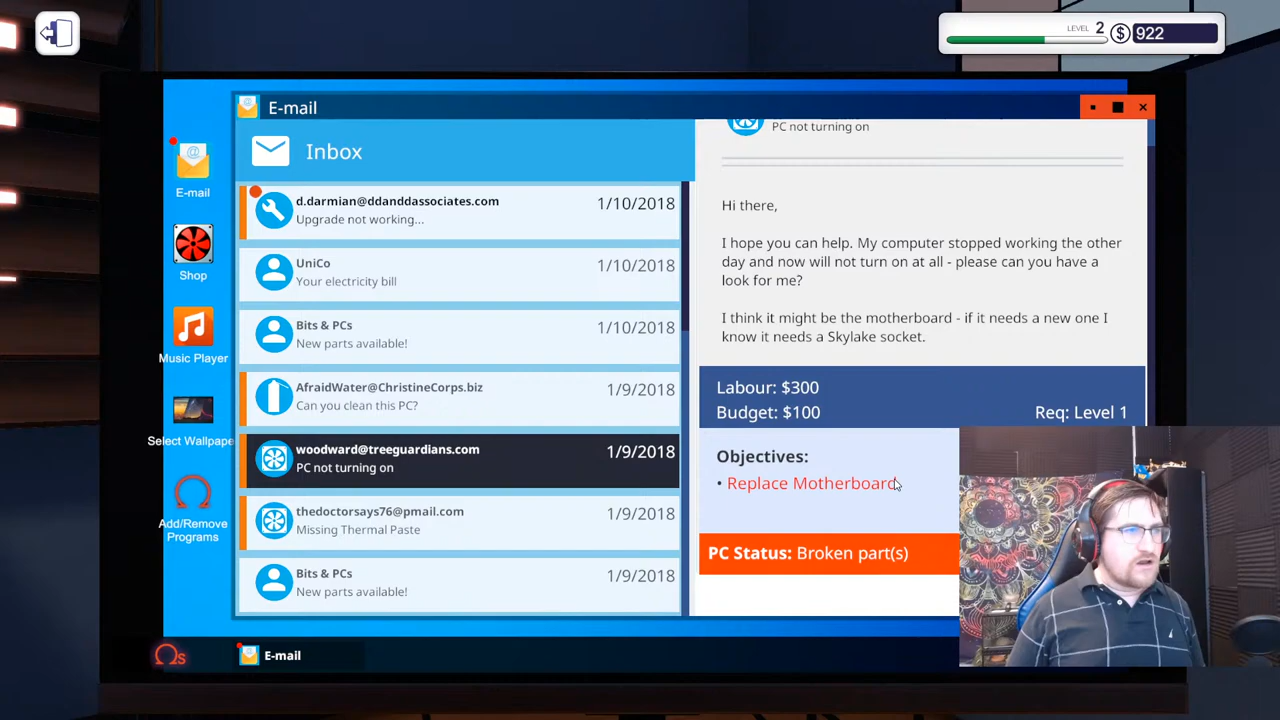 LEVEL 2
$ 922
E-mail
Inbox
PC not turning on
E-mail
Shop
Music Player
Select Wallpape
Add/Remove
Programs
d.darmian@ddanddassociates.com 1/10/2018
Upgrade not working...
UniCo 1/10/2018
Your electricity bill
Bits & PCs 1/10/2018
New parts available!
AfraidWater@ChristineCorps.biz 1/9/2018
Can you clean this PC?
woodward@treeguardians.com 1/9/2018
PC not turning on
thedoctorsays76@pmail.com 1/9/2018
Missing Thermal Paste
Bits & PCs 1/9/2018
New parts available!
Hi there,
I hope you can help. My computer stopped working the other
day and now will not turn on at all - please can you have a
look for me?
I think it might be the motherboard - if it needs a new one I
know it needs a Skylake socket.
Labour: $300
Budget: $100 Req: Level 1
Objectives:
• Replace Motherboard
PC Status: Broken part(s)
Ωs
E-mail